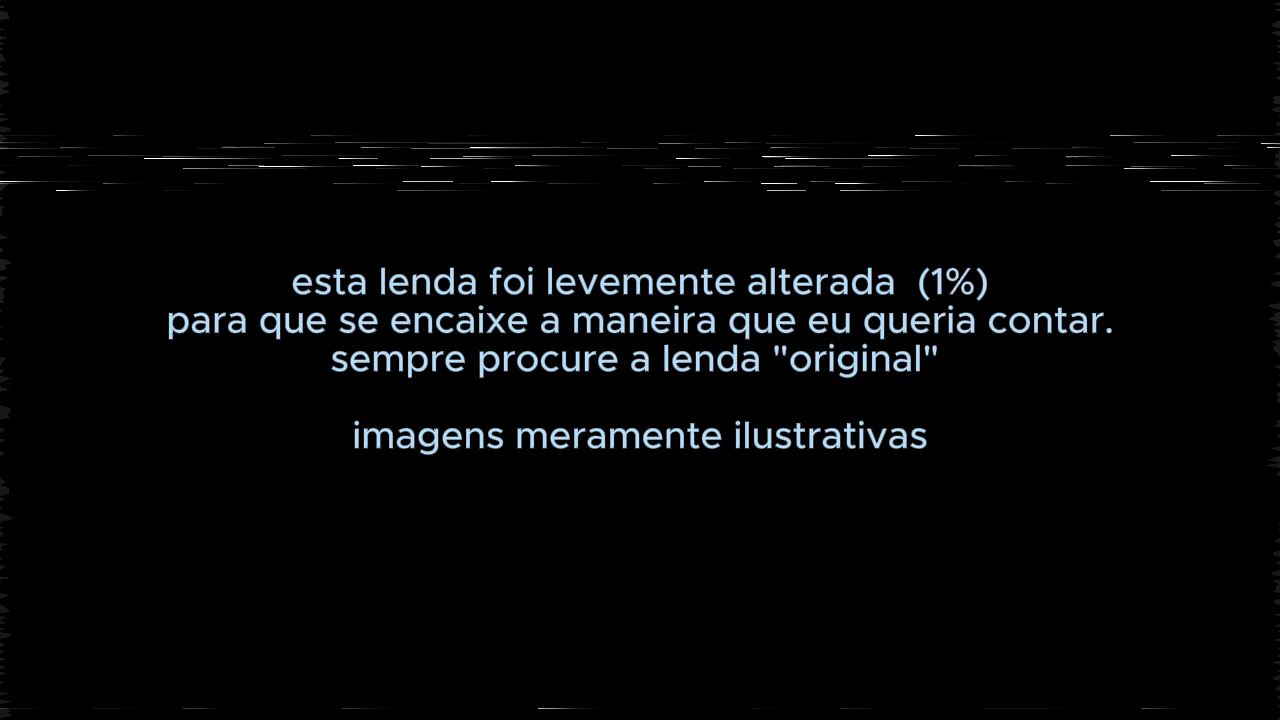 esta lenda foi levemente alterada  (1%)
para que se encaixe a maneira que eu queria contar.
sempre procure a lenda "original"
imagens meramente ilustrativas